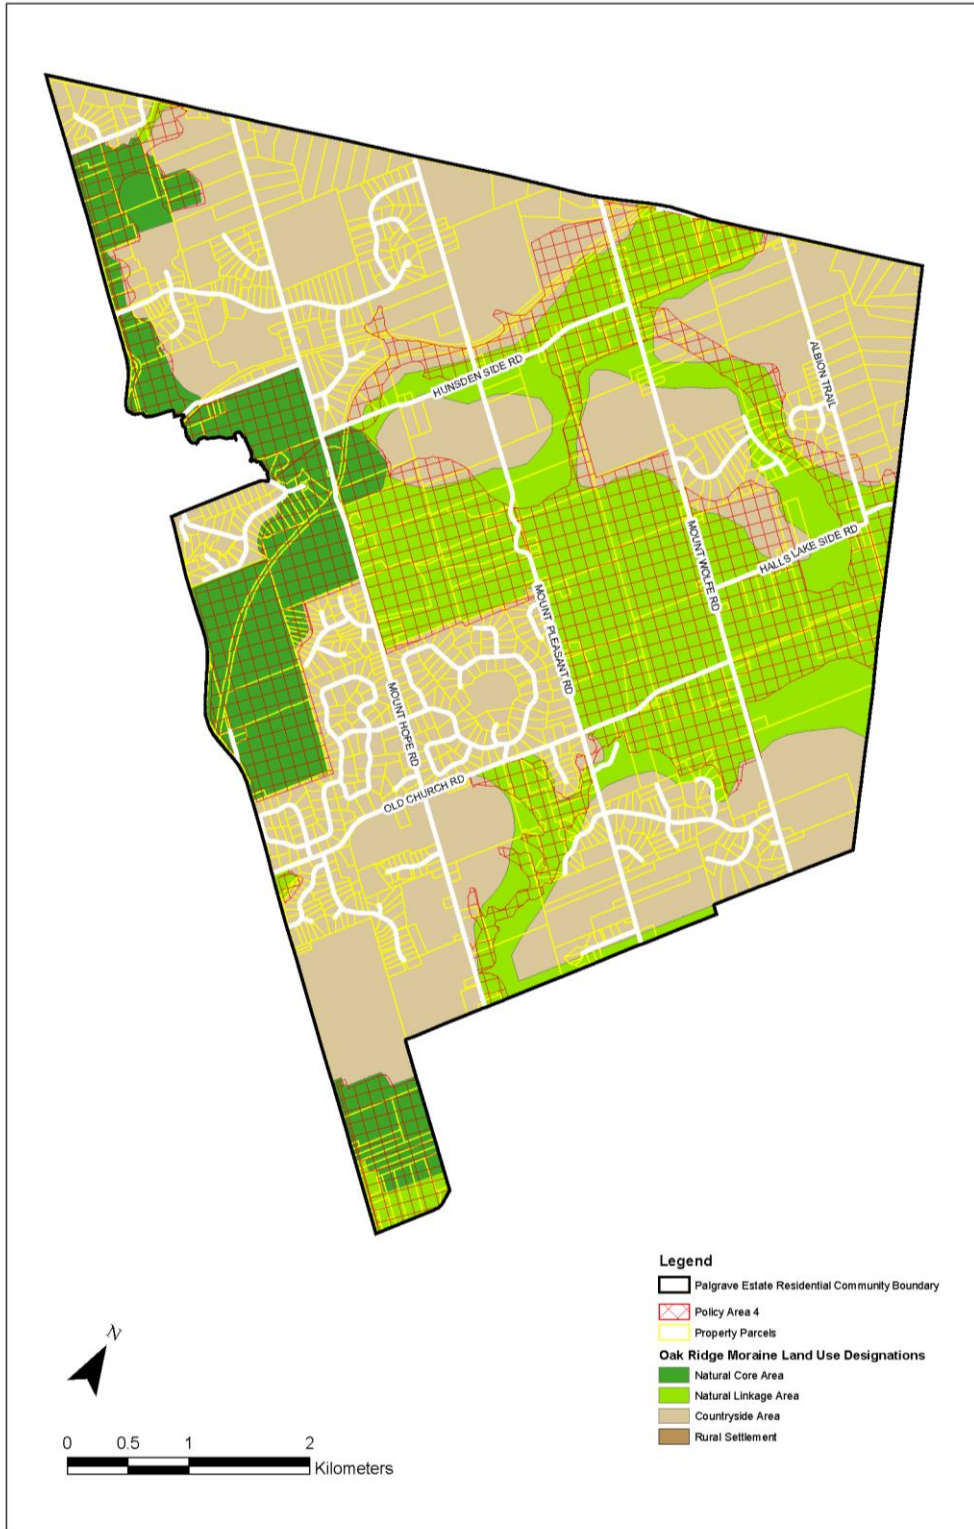 ALBION TRAIL
HUNSDEN SIDE RD
MOUNT WOLFE RD
HALLS LAKE SIDE RD
MOUNT PLEASANT RD
MOUNT HOPE RD
OLD CHURCH RD
Legend
Palgrave Estate Residential Community Boundary
Policy Area 4
Property Parcels
Oak Ridge Moraine Land Use Designations
Natural Core Area
Natural Linkage Area
Countryside Area
Rural Settlement
N
0 0.5 1 2
Kilometers